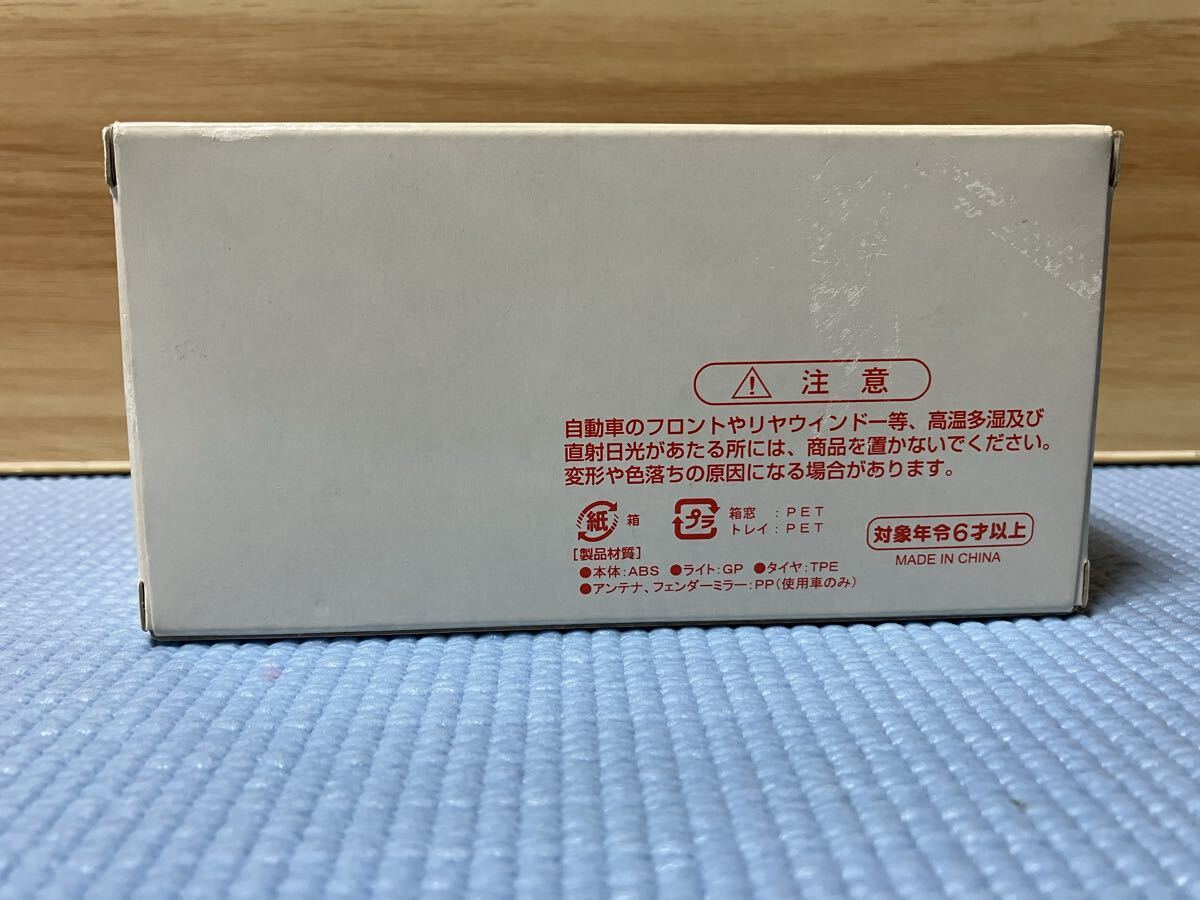 注意
自動車のフロントやリヤウインドー等、高温多湿及び
直射日光があたる所には、商品を置かないでください。
変形や色落ちの原因になる場合があります。
紙 箱
プラ 箱窓 : PET
トレイ : PET
[製品材質]
●本体:ABS ●ライト:GP ●タイヤ:TPE
●アンテナ、フェンダーミラー:PP(使用車のみ)
対象年令6才以上
MADE IN CHINA